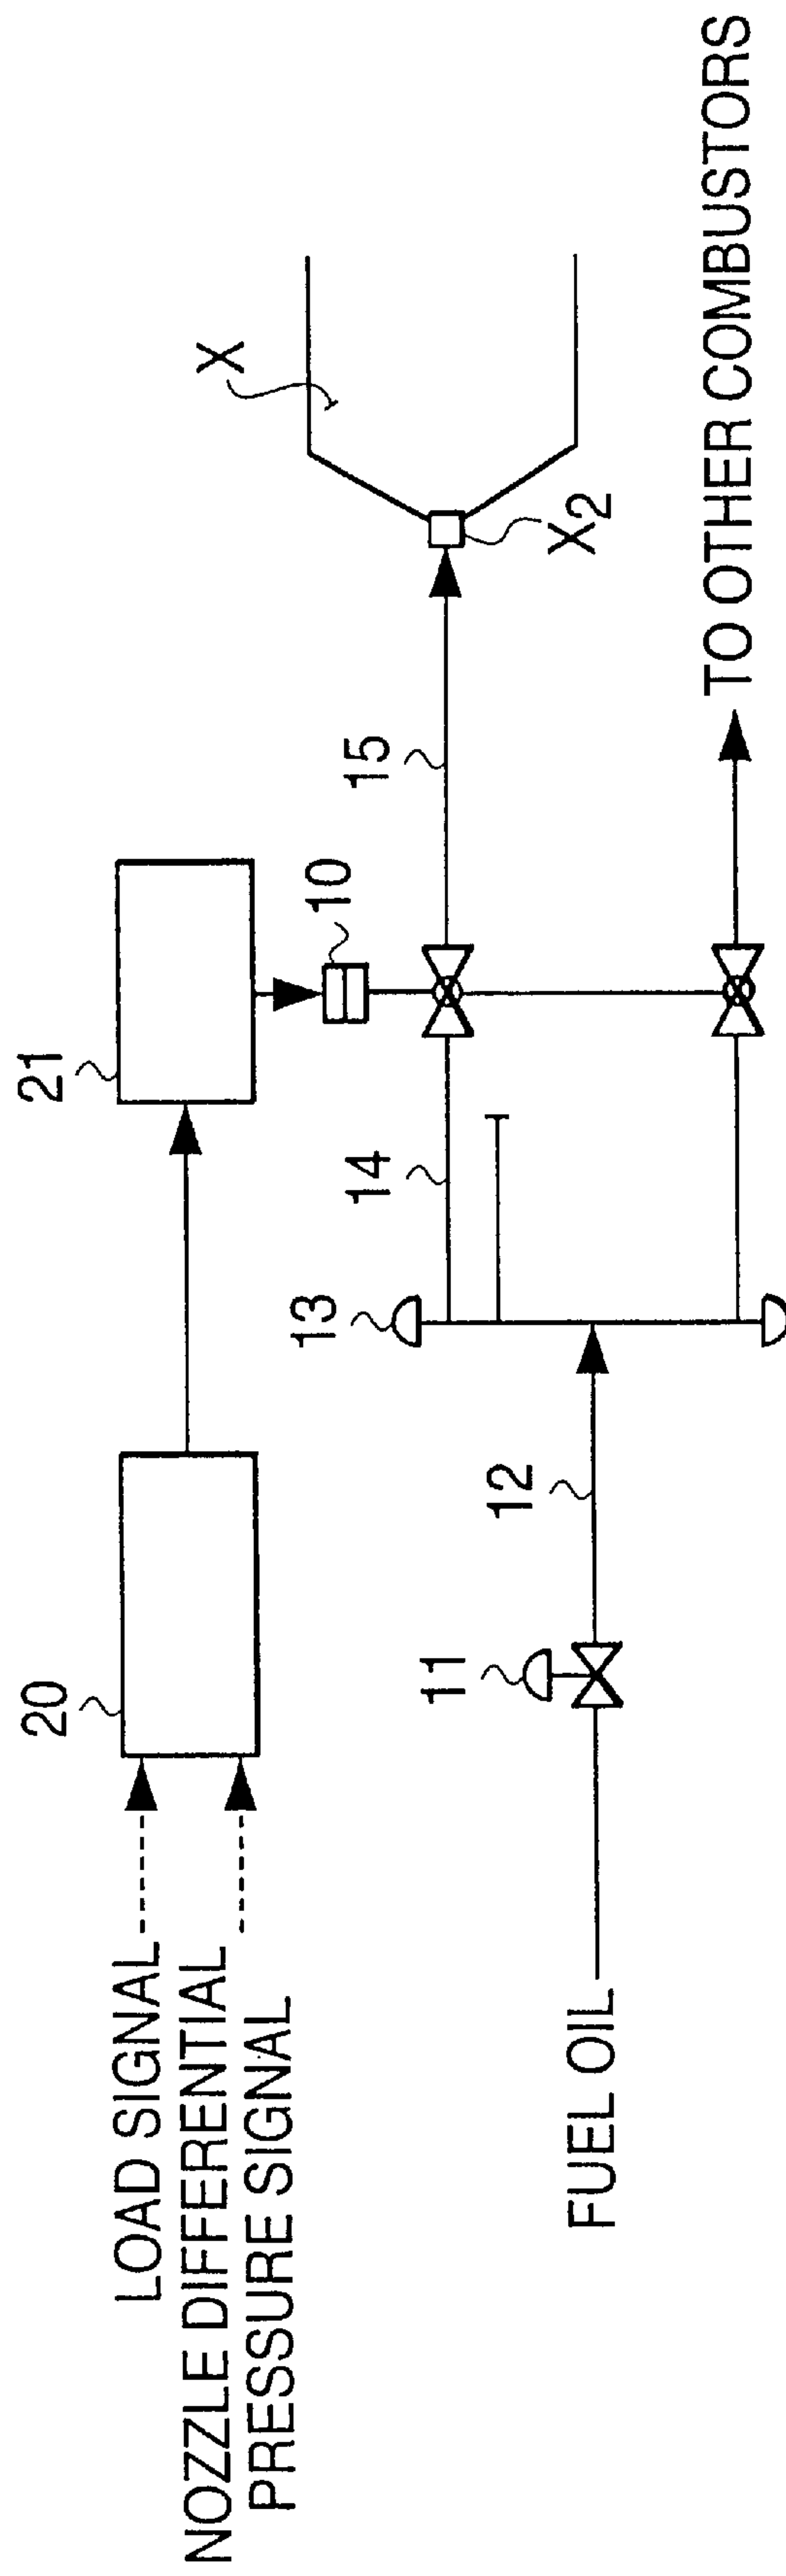 LOAD SIGNAL
NOZZLE DIFFERENTIAL
PRESSURE SIGNAL
20
21
10
X
X2
15
14
13
12
11
FUEL OIL
TO OTHER COMBUSTORS